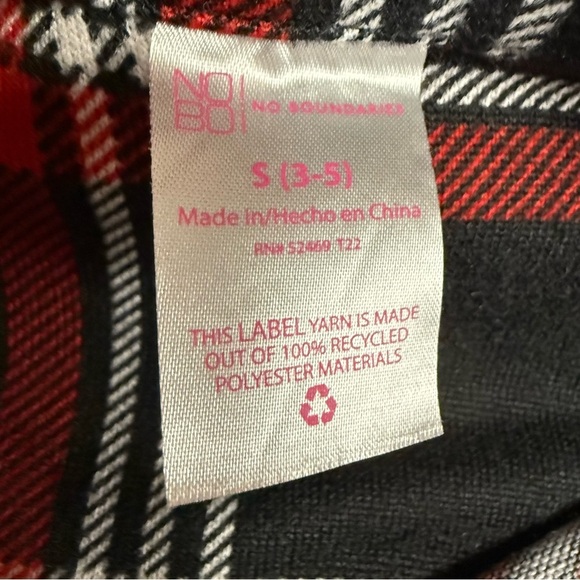 NO
BO
NO BOUNDARIES
S (3-5)
Made in/Hecho en China
RN# 52469 T22
THIS LABEL YARN IS MADE
OUT OF 100% RECYCLED
POLYESTER MATERIALS